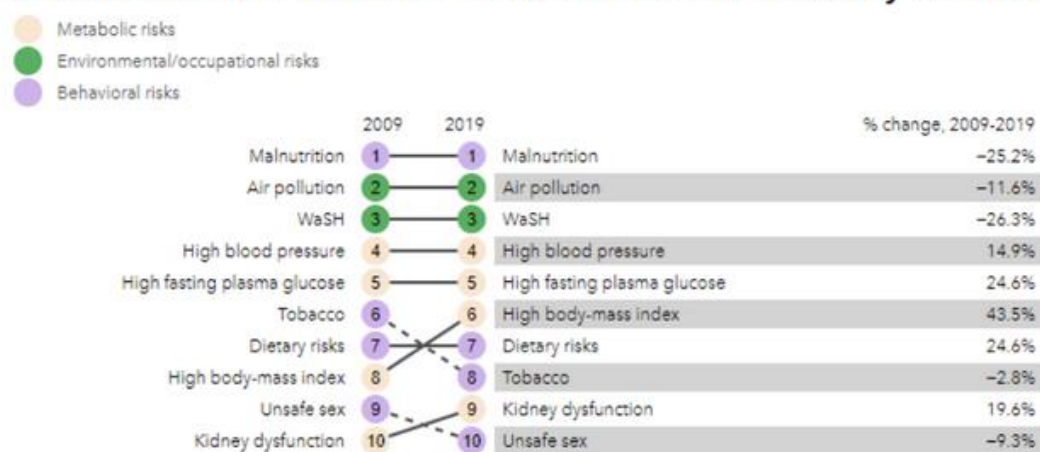 Metabolic risks
Environmental/occupational risks
Behavioral risks
2009 2019 % change, 2009-2019
Malnutrition 1 1 Malnutrition −25.2%
Air pollution 2 2 Air pollution −11.6%
WaSH 3 3 WaSH −26.3%
High blood pressure 4 4 High blood pressure 14.9%
High fasting plasma glucose 5 5 High fasting plasma glucose 24.6%
Tobacco 6 6 High body-mass index 43.5%
Dietary risks 7 7 Dietary risks 24.6%
High body-mass index 8 8 Tobacco −2.8%
Unsafe sex 9 9 Kidney dysfunction 19.6%
Kidney dysfunction 10 10 Unsafe sex −9.3%